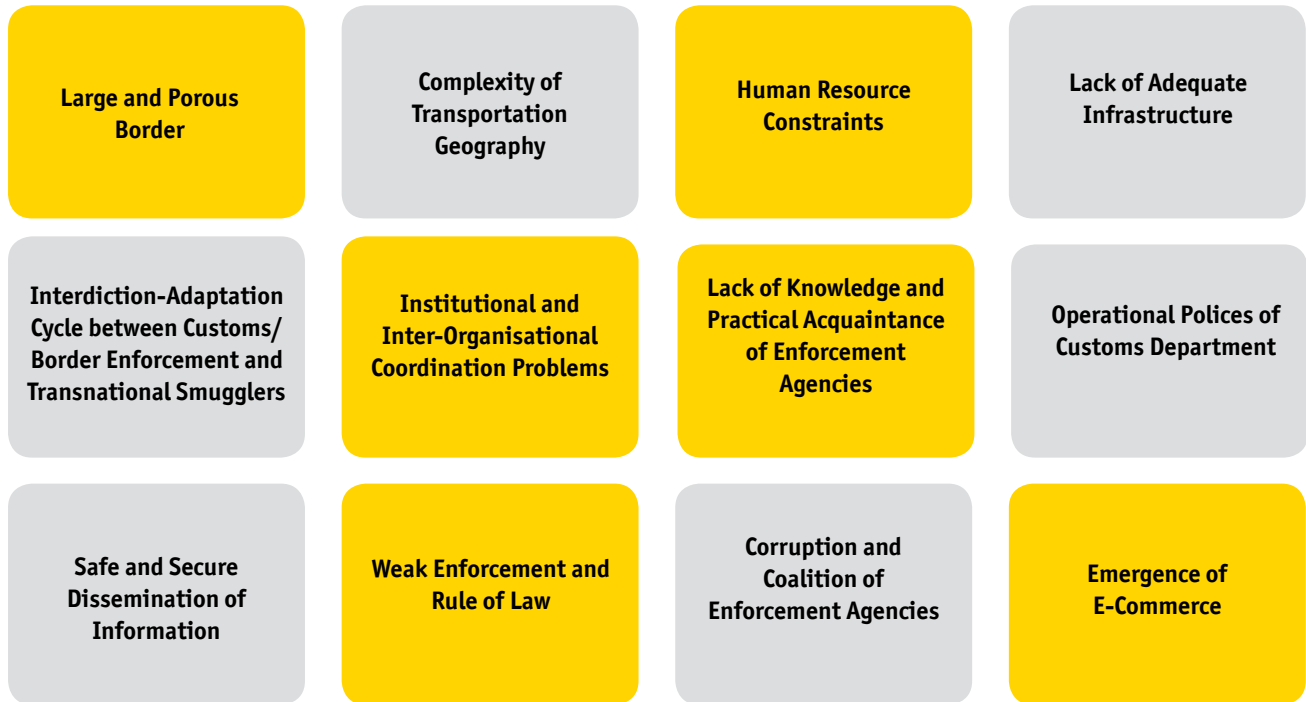 Large and Porous
Border
Complexity of
Transportation
Geography
Human Resource
Constraints
Lack of Adequate
Infrastructure
Interdiction-Adaptation
Cycle between Customs/
Border Enforcement and
Transnational Smugglers
Institutional and
Inter-Organisational
Coordination Problems
Lack of Knowledge and
Practical Acquaintance
of Enforcement
Agencies
Operational Polices of
Customs Department
Safe and Secure
Dissemination of
Information
Weak Enforcement and
Rule of Law
Corruption and
Coalition of
Enforcement Agencies
Emergence of
E-Commerce